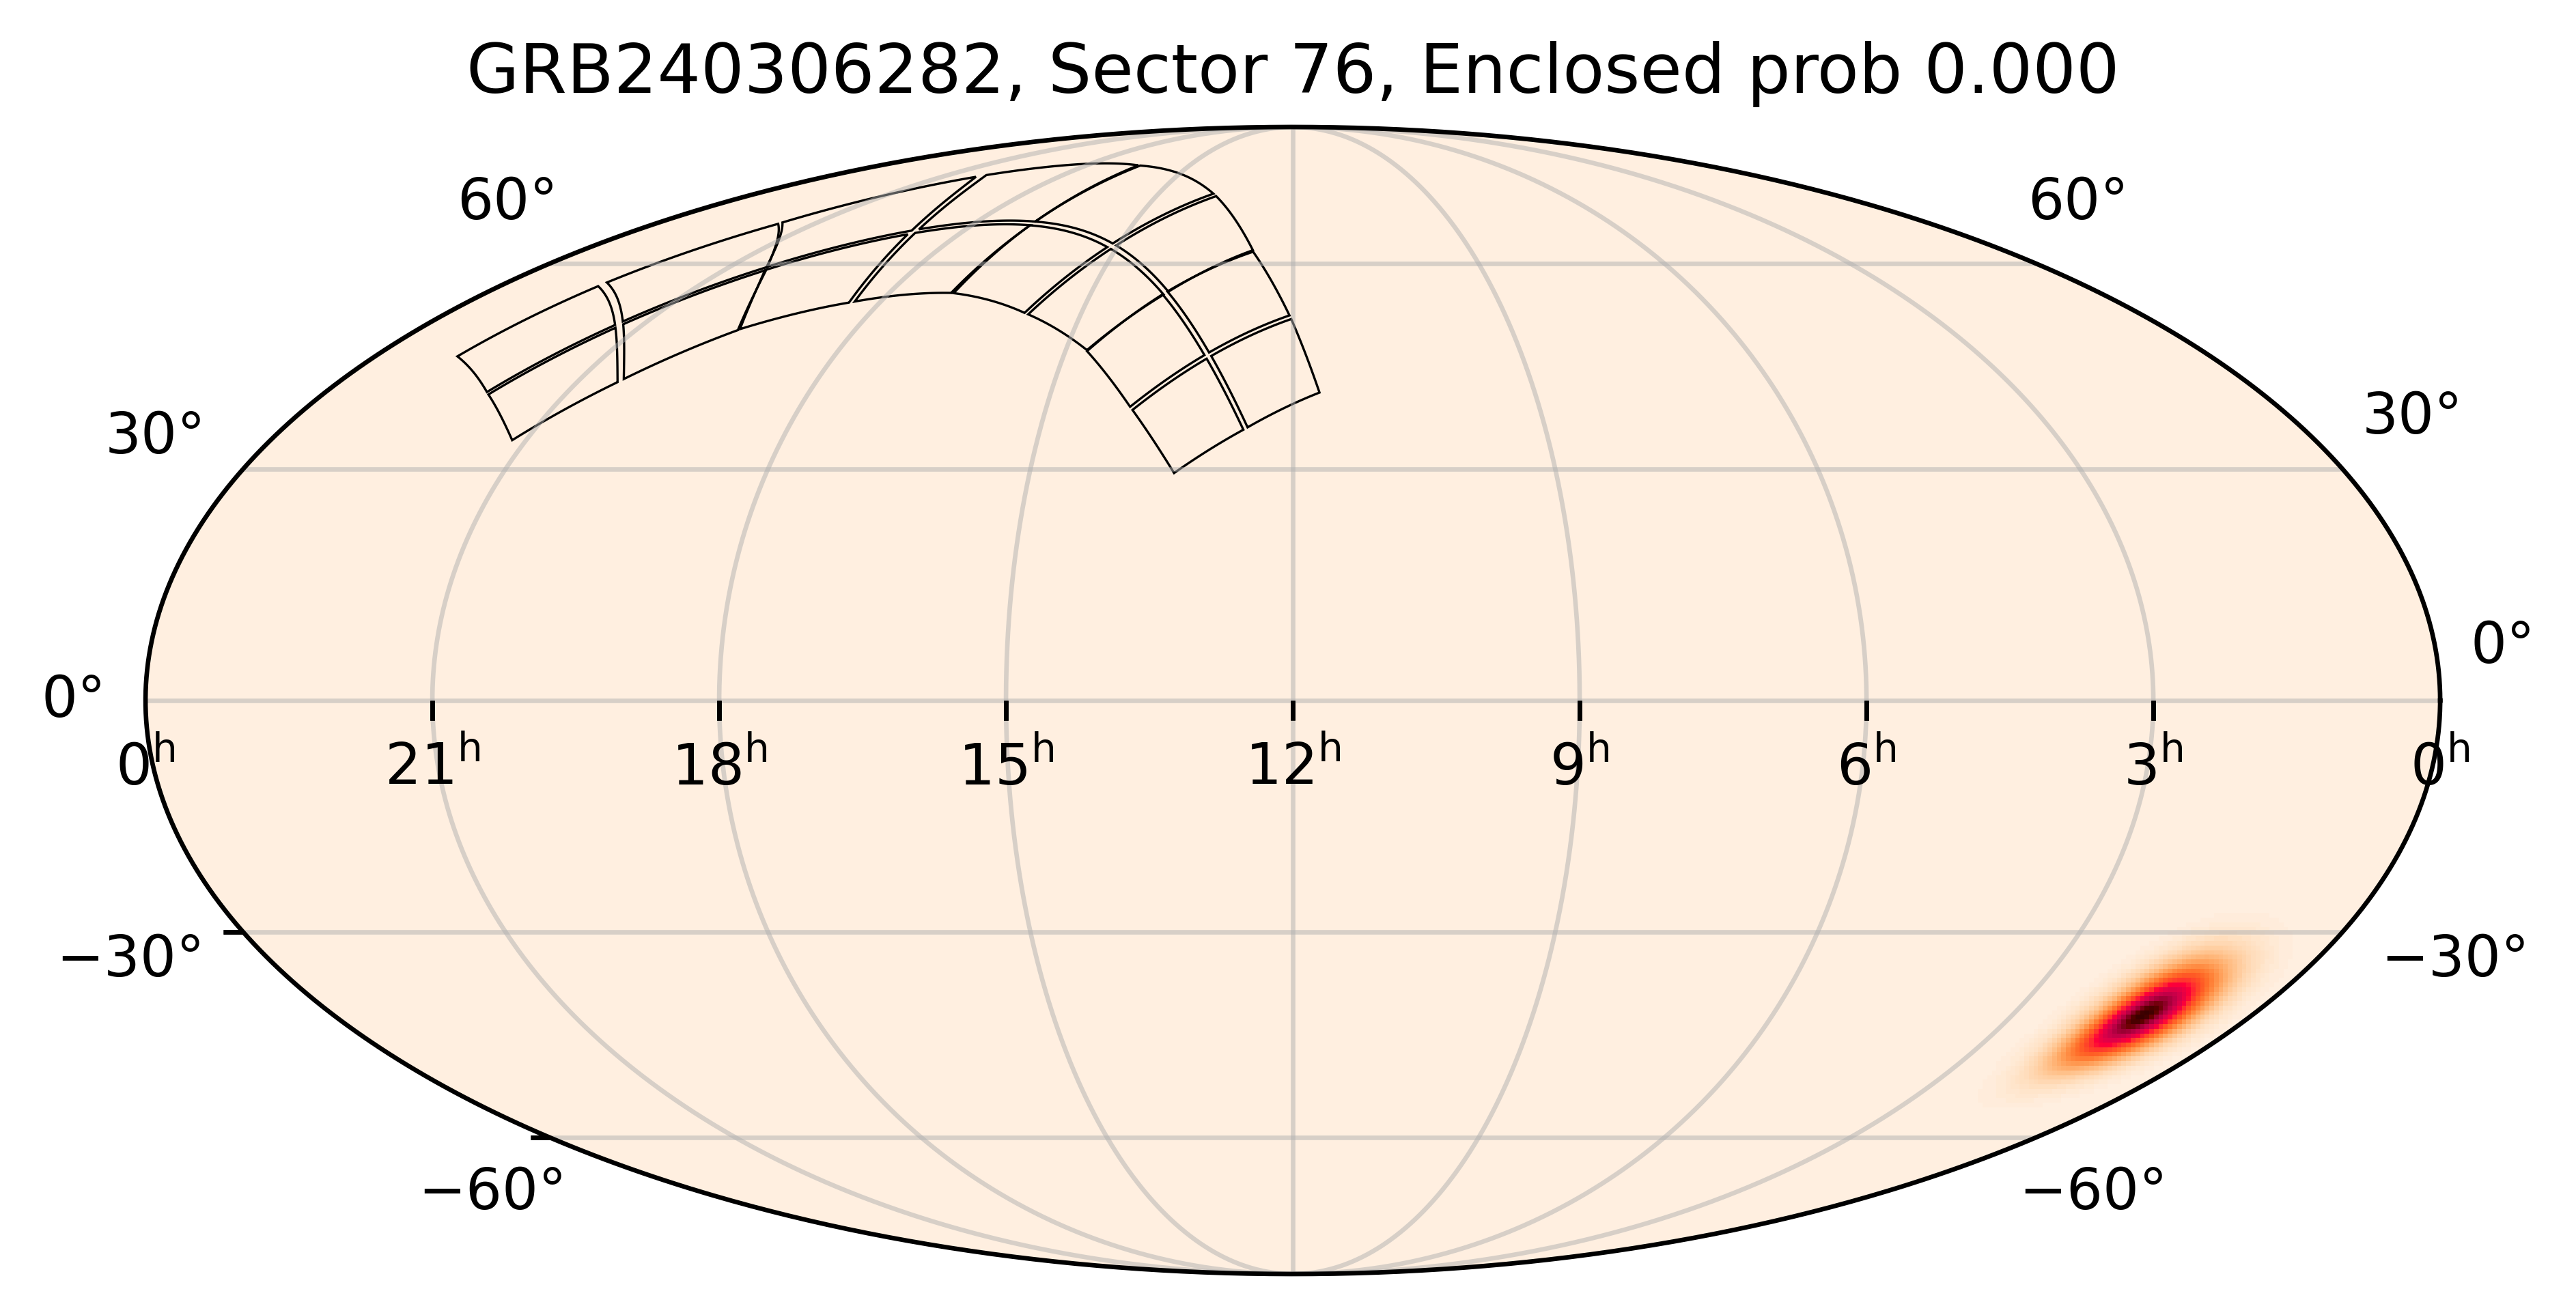 GRB240306282, Sector 76, Enclosed prob 0.000
60° 60°
30° 30°
0° 0°
0h 21h 18h 15h 12h 9h 6h 3h 0h
−30° −30°
−60° −60°